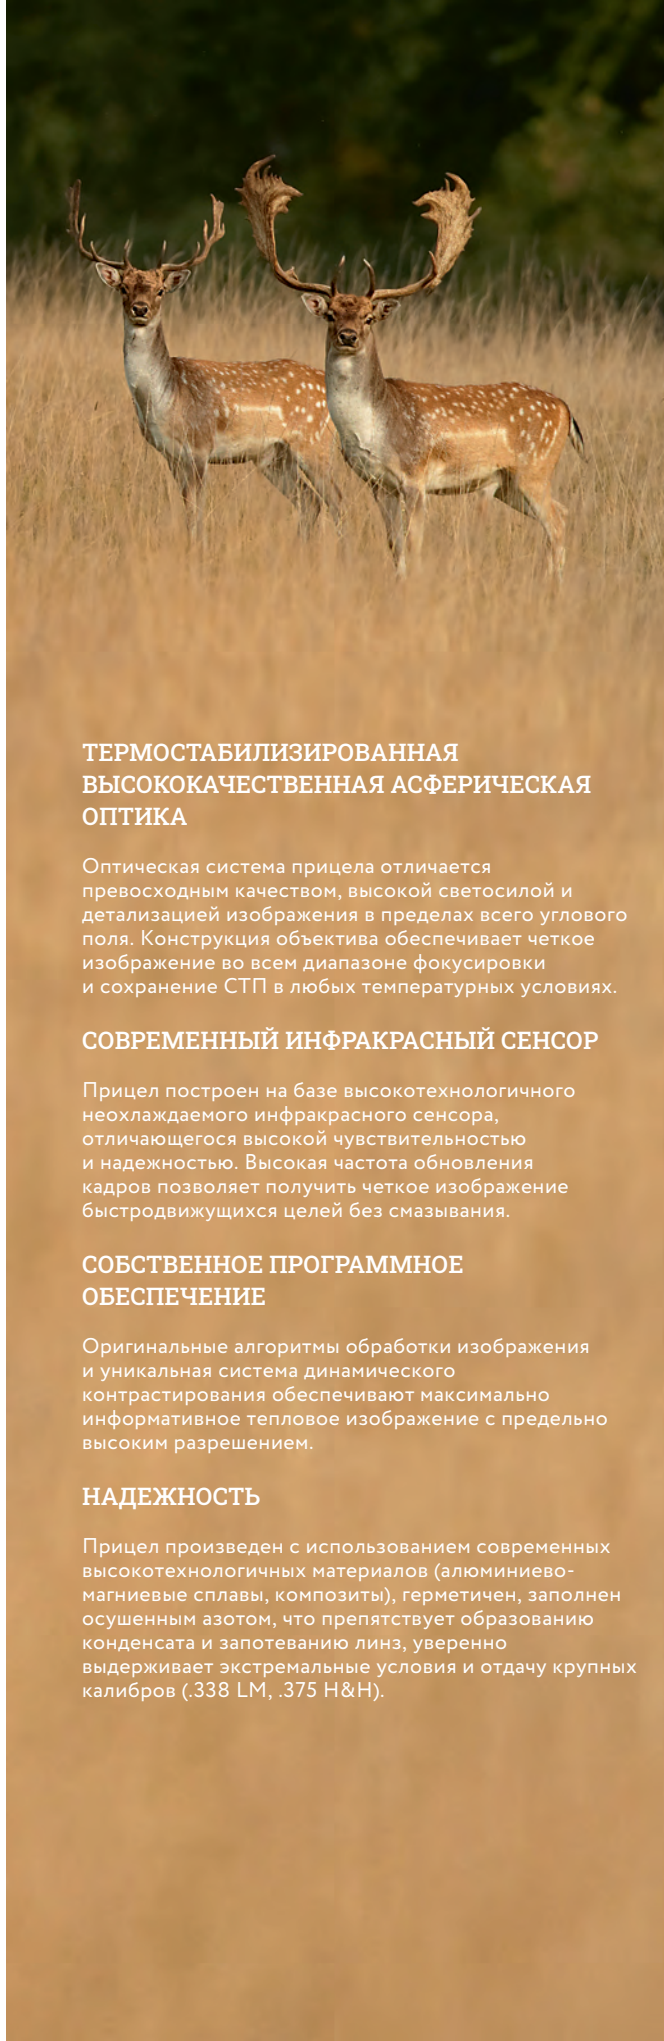 ТЕРМОСТАБИЛИЗИРОВАННАЯ
ВЫСОКОКАЧЕСТВЕННАЯ АСФЕРИЧЕСКАЯ
ОПТИКА
Оптическая система прицела отличается
превосходным качеством, высокой светосилой и
детализацией изображения в пределах всего углового
поля. Конструкция объектива обеспечивает четкое
изображение во всем диапазоне фокусировки
и сохранение СТП в любых температурных условиях.
СОВРЕМЕННЫЙ ИНФРАКРАСНЫЙ СЕНСОР
Прицел построен на базе высокотехнологичного
неохлаждаемого инфракрасного сенсора,
отличающегося высокой чувствительностью
и надежностью. Высокая частота обновления
кадров позволяет получить четкое изображение
быстродвижущихся целей без смазывания.
СОБСТВЕННОЕ ПРОГРАММНОЕ
ОБЕСПЕЧЕНИЕ
Оригинальные алгоритмы обработки изображения
и уникальная система динамического
контрастирования обеспечивают максимально
информативное тепловое изображение с предельно
высоким разрешением.
НАДЕЖНОСТЬ
Прицел произведен с использованием современных
высокотехнологичных материалов (алюминиево-
магниевые сплавы, композиты), герметичен, заполнен
осушенным азотом, что препятствует образованию
конденсата и запотеванию линз, уверенно
выдерживает экстремальные условия и отдачу крупных
калибров (.338 LM, .375 H&H).